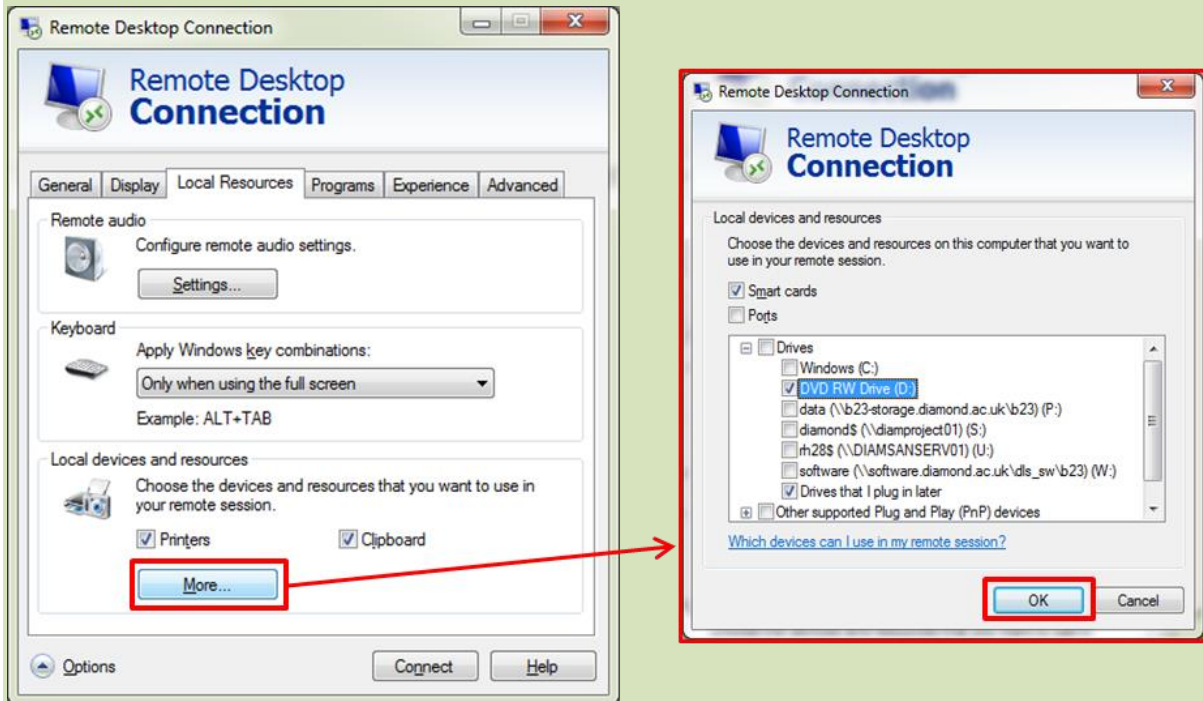 Remote Desktop Connection
Remote Desktop
Connection
General Display Local Resources Programs Experience Advanced
Remote audio
Configure remote audio settings.
Settings...
Keyboard
Apply Windows key combinations:
Only when using the full screen
Example: ALT+TAB
Local devices and resources
Choose the devices and resources that you want to use in
your remote session.
Printers Clipboard
More...
Options Connect Help
Remote Desktop Connection
Remote Desktop
Connection
Local devices and resources
Choose the devices and resources on this computer that you want to
use in your remote session.
Smart cards
Ports
Drives
Windows (C:)
DVD RW Drive (D:)
data (\\b23-storage.diamond.ac.uk\b23) (P:)
diamond$ (\\diamproject01) (S:)
rh28$ (\\DIAMSANSERV01) (U:)
software (\\software.diamond.ac.uk\dls_sw\b23) (W:)
Drives that I plug in later
Other supported Plug and Play (PnP) devices
Which devices can I use in my remote session?
OK Cancel